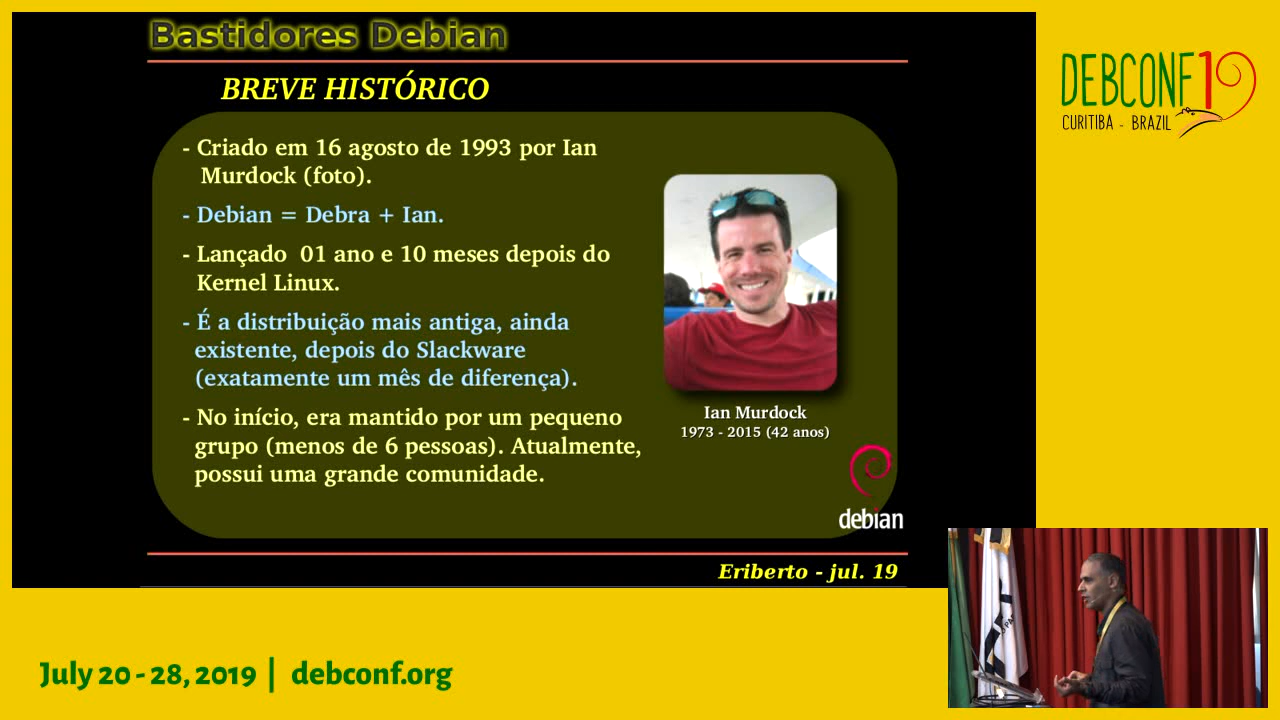 Bastidores Debian
BREVE HISTÓRICO
- Criado em 16 agosto de 1993 por Ian
Murdock (foto).
- Debian = Debra + Ian.
- Lançado 01 ano e 10 meses depois do
Kernel Linux.
- É a distribuição mais antiga, ainda
existente, depois do Slackware
(exatamente um mês de diferença).
- No início, era mantido por um pequeno
grupo (menos de 6 pessoas). Atualmente,
possui uma grande comunidade.
Ian Murdock
1973 - 2015 (42 anos)
debian
Eriberto - jul. 19
DEBCONF19
CURITIBA - BRAZIL
July 20 - 28, 2019 | debconf.org